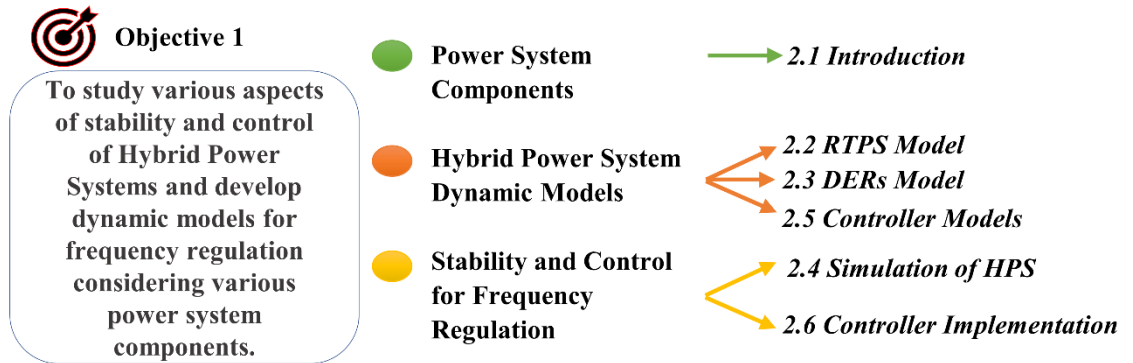 Objective 1
To study various aspects
of stability and control
of Hybrid Power
Systems and develop
dynamic models for
frequency regulation
considering various
power system
components.
Power System
Components
2.1 Introduction
Hybrid Power System
Dynamic Models
2.2 RTPS Model
2.3 DERs Model
2.5 Controller Models
Stability and Control
for Frequency
Regulation
2.4 Simulation of HPS
2.6 Controller Implementation